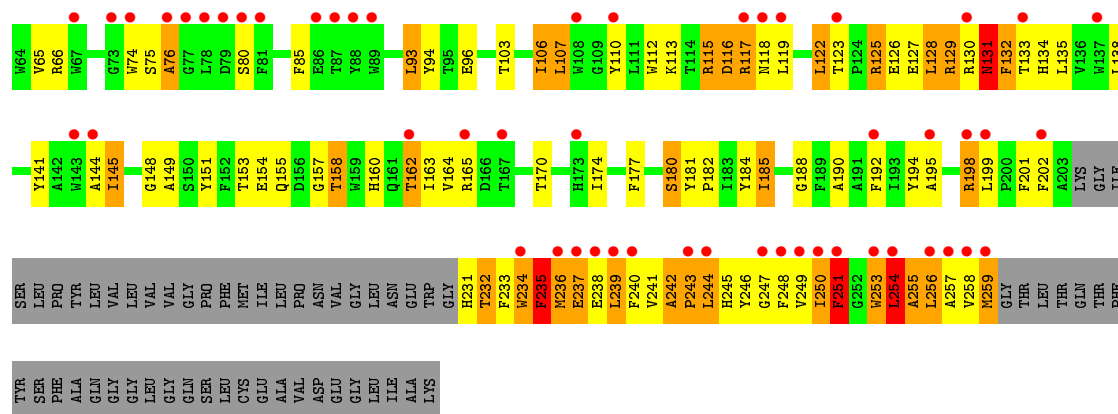 W64 V65 R66 W67 G73 W74 S75 A76 G77 L78 D79 S80 F81 F85 E86 T87 Y88 W89 L93 Y94 T95 E96 T103 I106 L107 W108 G109 Y110 L111 W112 K113 T114 R115 D116 R117 N118 L119 L122 T123 P124 R125 E126 E127 L128 R129 R130 N131 F132 T133 H134 L135 V136 W137 L138
Y141 A142 W143 A144 I145 G148 A149 S150 Y151 F152 T153 E154 Q155 D156 G157 T158 W159 H160 Q161 T162 I163 V164 R165 D166 T167 T170 H173 I174 F177 S180 Y181 P182 I183 Y184 I185 G188 F189 A190 I191 F192 I193 Y194 A195 R198 L199 P200 F201 F202 A203 LYS GLY ILE
SER LEU PRO TYR LEU VAL LEU VAL VAL GLY PRO PHE MET ILE LEU PRO ASN VAL GLY LEU ASN GLU TRP GLY H231 T232 F233 W234 F235 M236 E237 E238 L239 F240 V241 A242 P243 L244 H245 Y246 G247 F248 V249 I250 F251 G252 W253 L254 A255 L256 A257 V258 M259 GLY THR LEU THR GLN THR PHE
TYR SER PHE ALA GLN GLY GLY LEU GLY GLN SER LEU CYS GLU ALA VAL ASP GLU GLY LEU ILE ALA LYS